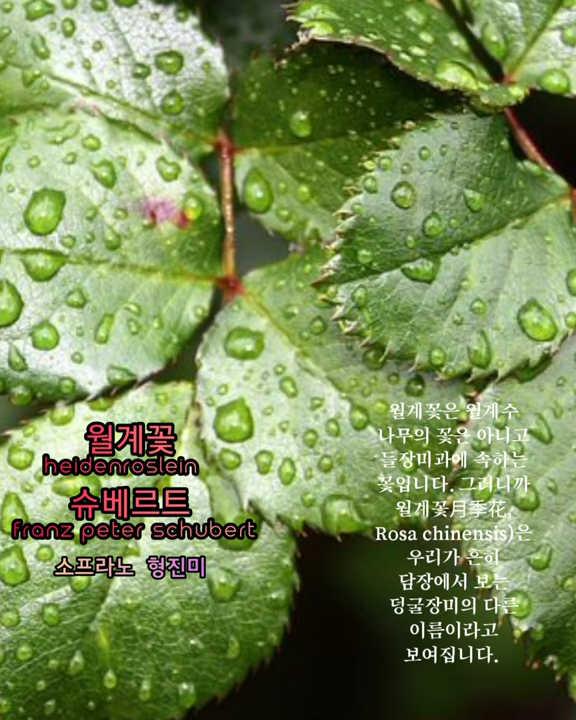 월계꽃
heidenroslein
슈베르트
franz peter schubert
소프라노 형진미
월계꽃은 월계수
나무의 꽃은 아니고
들장미과에 속하는
꽃입니다. 그러니까
월계꽃月季花,
Rosa chinensis)은
우리가 흔히
담장에서 보는
덩굴장미의 다른
이름이라고
보여집니다.